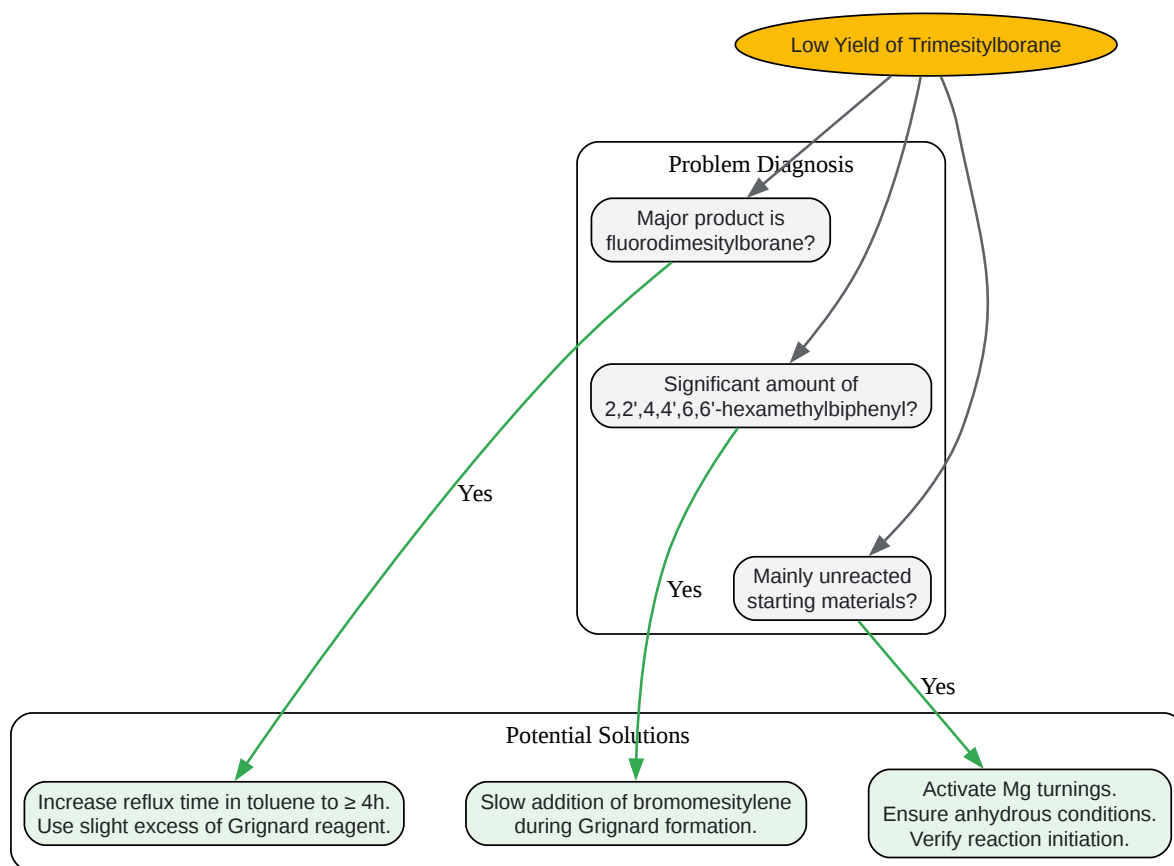 Low Yield of Trimesitylborane
Problem Diagnosis
Major product is
fluorodimesitylborane?
Significant amount of
2,2',4,4',6,6'-hexamethylbiphenyl?
Yes
Yes
Mainly unreacted
starting materials?
Yes
Potential Solutions
Increase reflux time in toluene to ≥ 4h.
Use slight excess of Grignard reagent.
Slow addition of bromomesitylene
during Grignard formation.
Activate Mg turnings.
Ensure anhydrous conditions.
Verify reaction initiation.